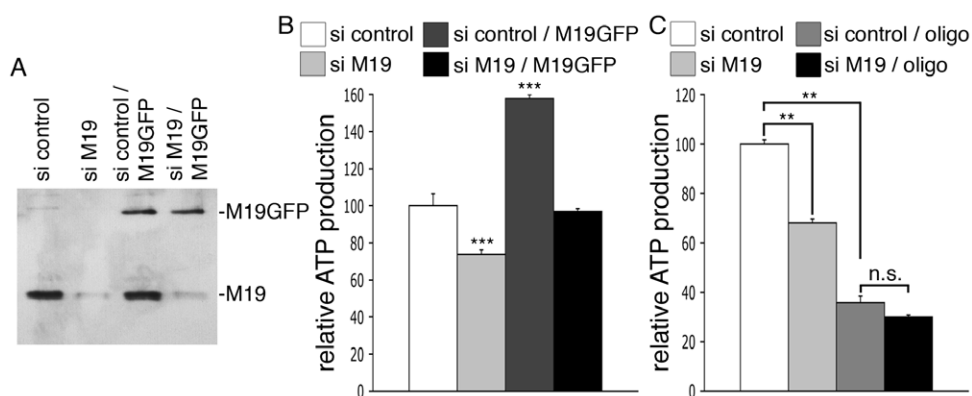 A
si control
si M19
si control /
M19GFP
si M19 /
M19GFP
-M19GFP
-M19
B
si control
si control / M19GFP
si M19
si M19 / M19GFP
relative ATP production
160
140
120
100
80
60
40
20
0
***
***
C
si control
si control / oligo
si M19
si M19 / oligo
relative ATP production
120
100
80
60
40
20
0
**
**
n.s.